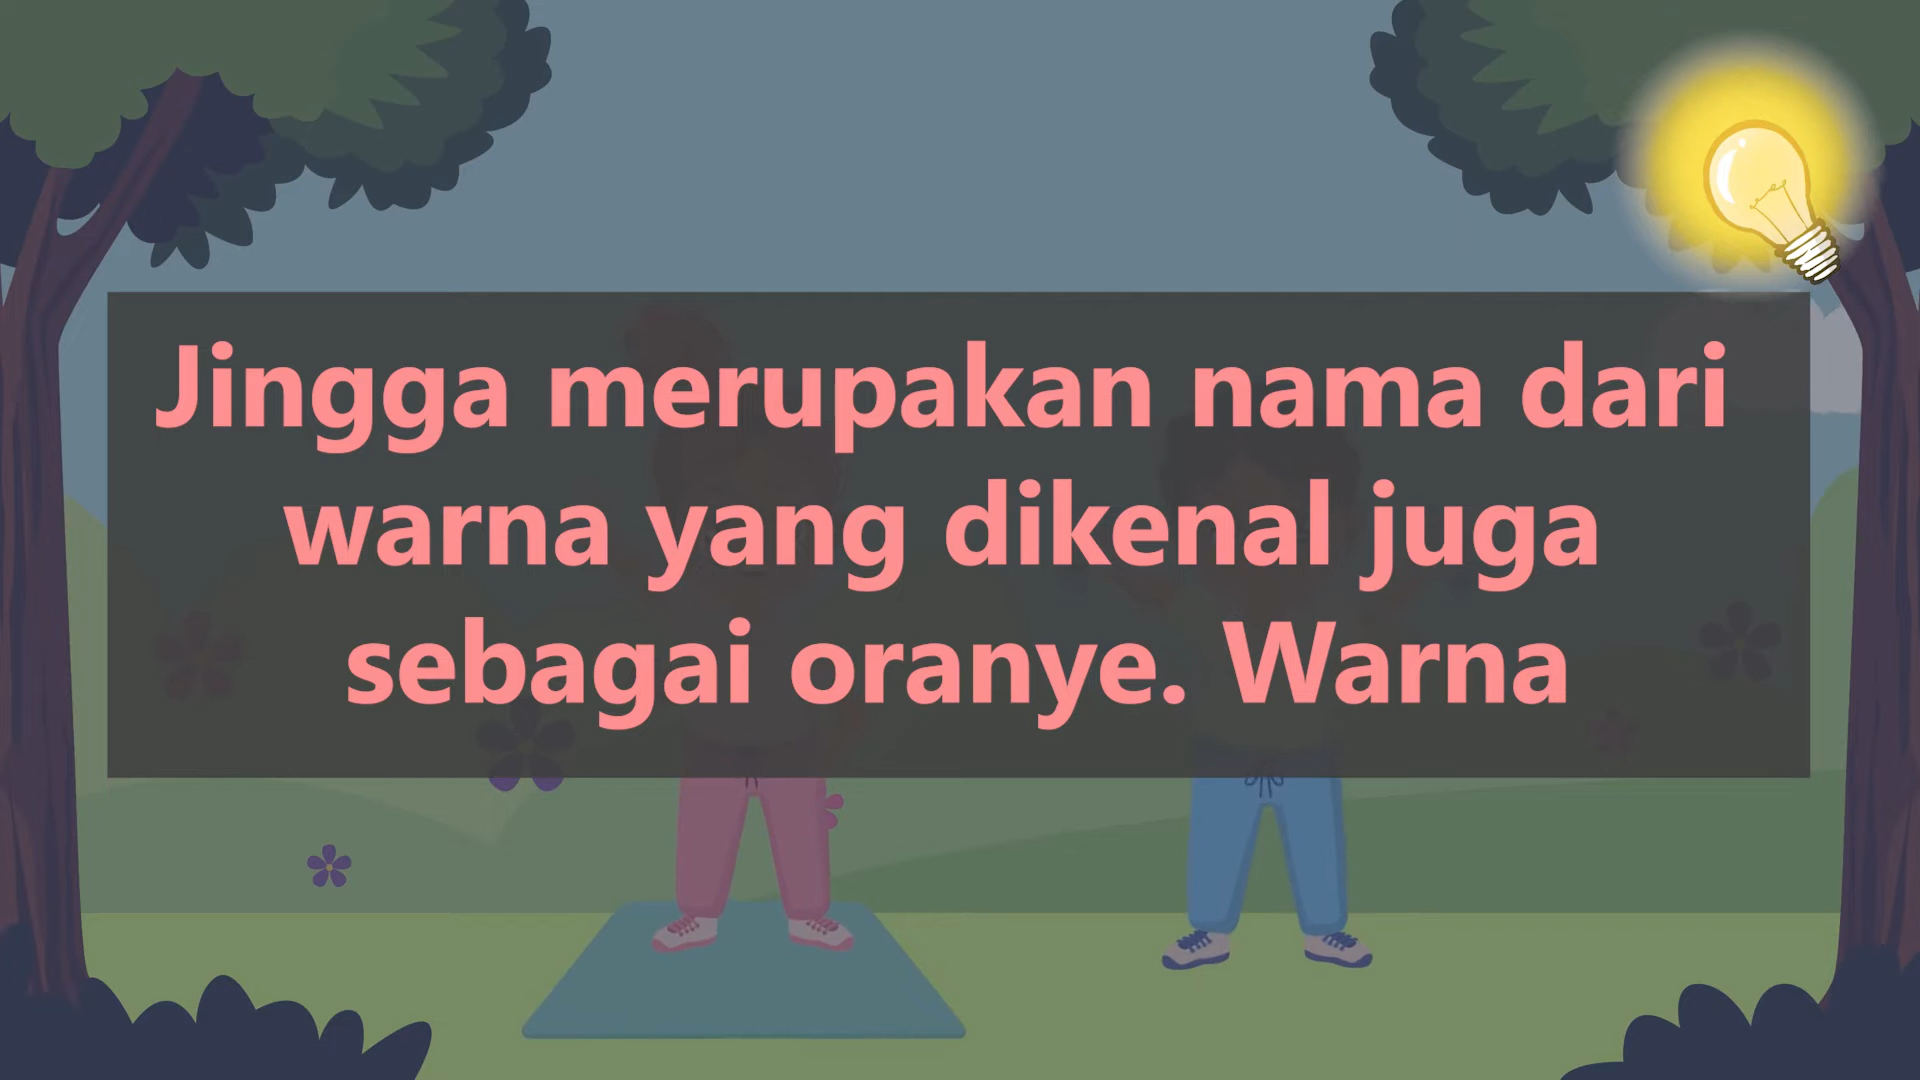 Jingga merupakan nama dari
warna yang dikenal juga
sebagai oranye. Warna